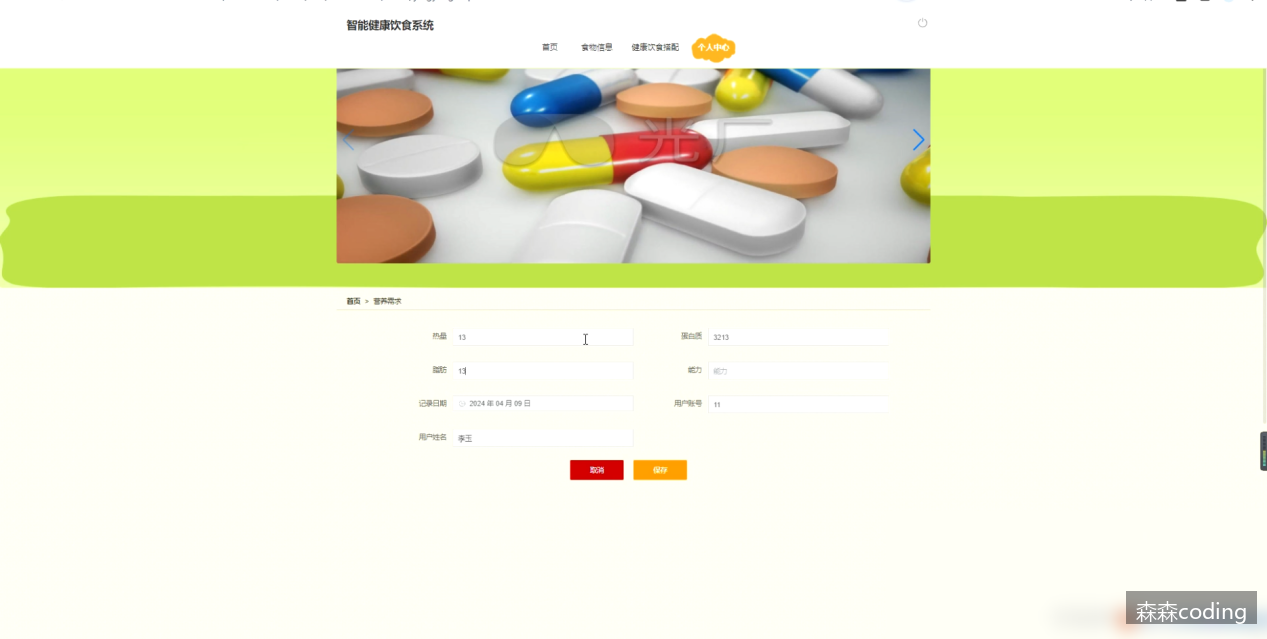 智能健康饮食系统
首页 食物信息 健康饮食搭配 个人中心
光厂
首页 » 营养需求
热量 13 蛋白质 3213
脂肪 13 能力 能力
记录日期 2024 年 04 月 09 日 用户账号 11
用户姓名 李玉
取消 保存
森森coding